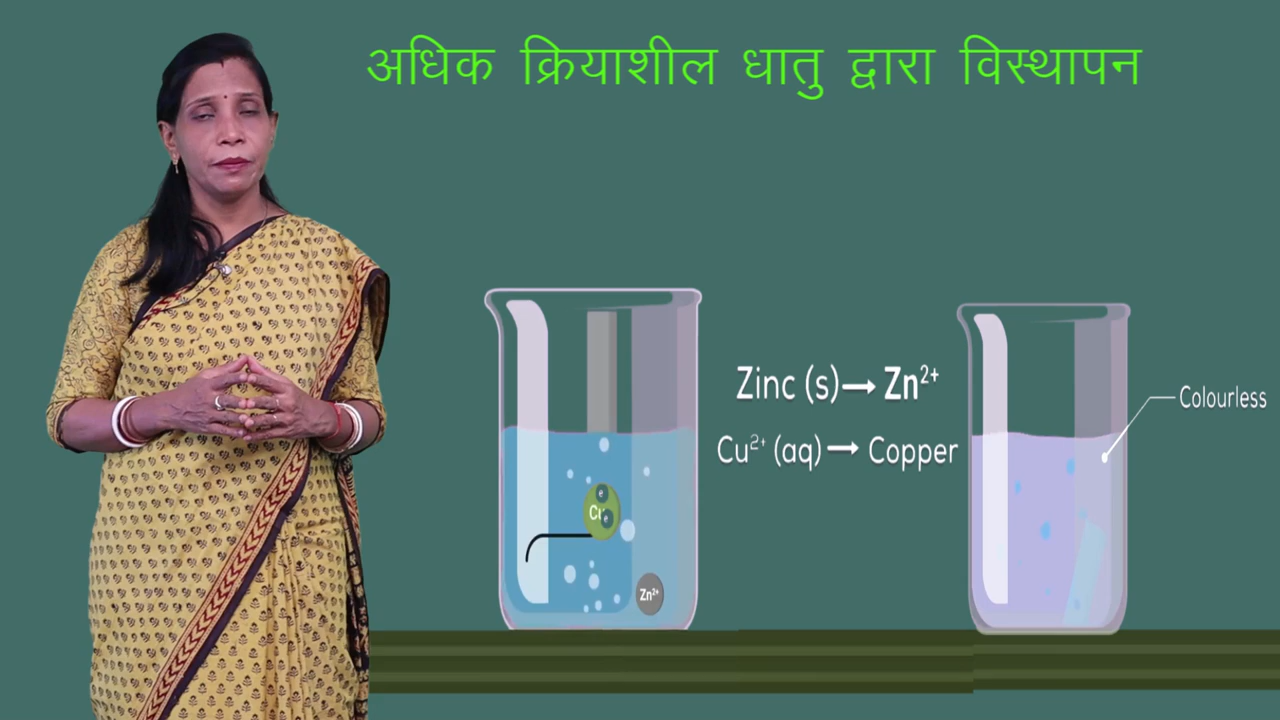 अधिक क्रियाशील धातु द्वारा विस्थापन
Zinc (s)→ Zn²⁺
Cu²⁺ (aq) → Copper
Colourless
e
e
Zn²⁺